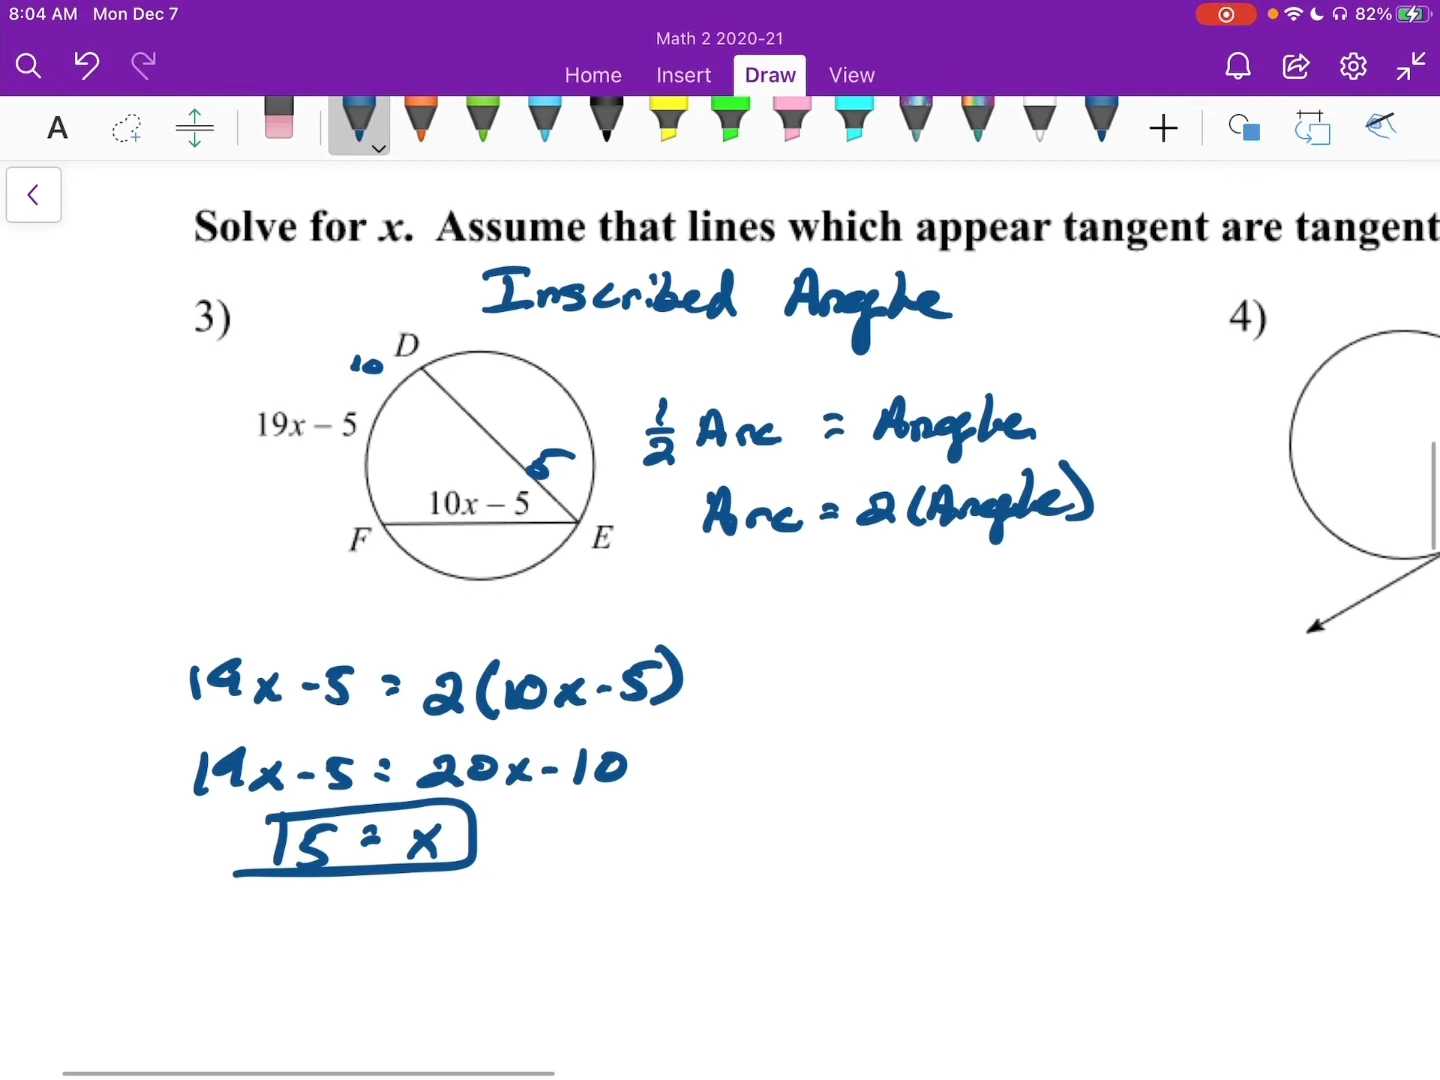 8:04 AM Mon Dec 7
82%
Math 2 2020-21
Home Insert Draw View
A
Solve for x. Assume that lines which appear tangent are tangent
Inscribed Angle
3)
4)
D
10
19x – 5
5
10x – 5
F
E
1/2 Arc = Angle
Arc = 2(Angle)
19x - 5 = 2(10x - 5)
19x - 5 = 20x - 10
5 = x